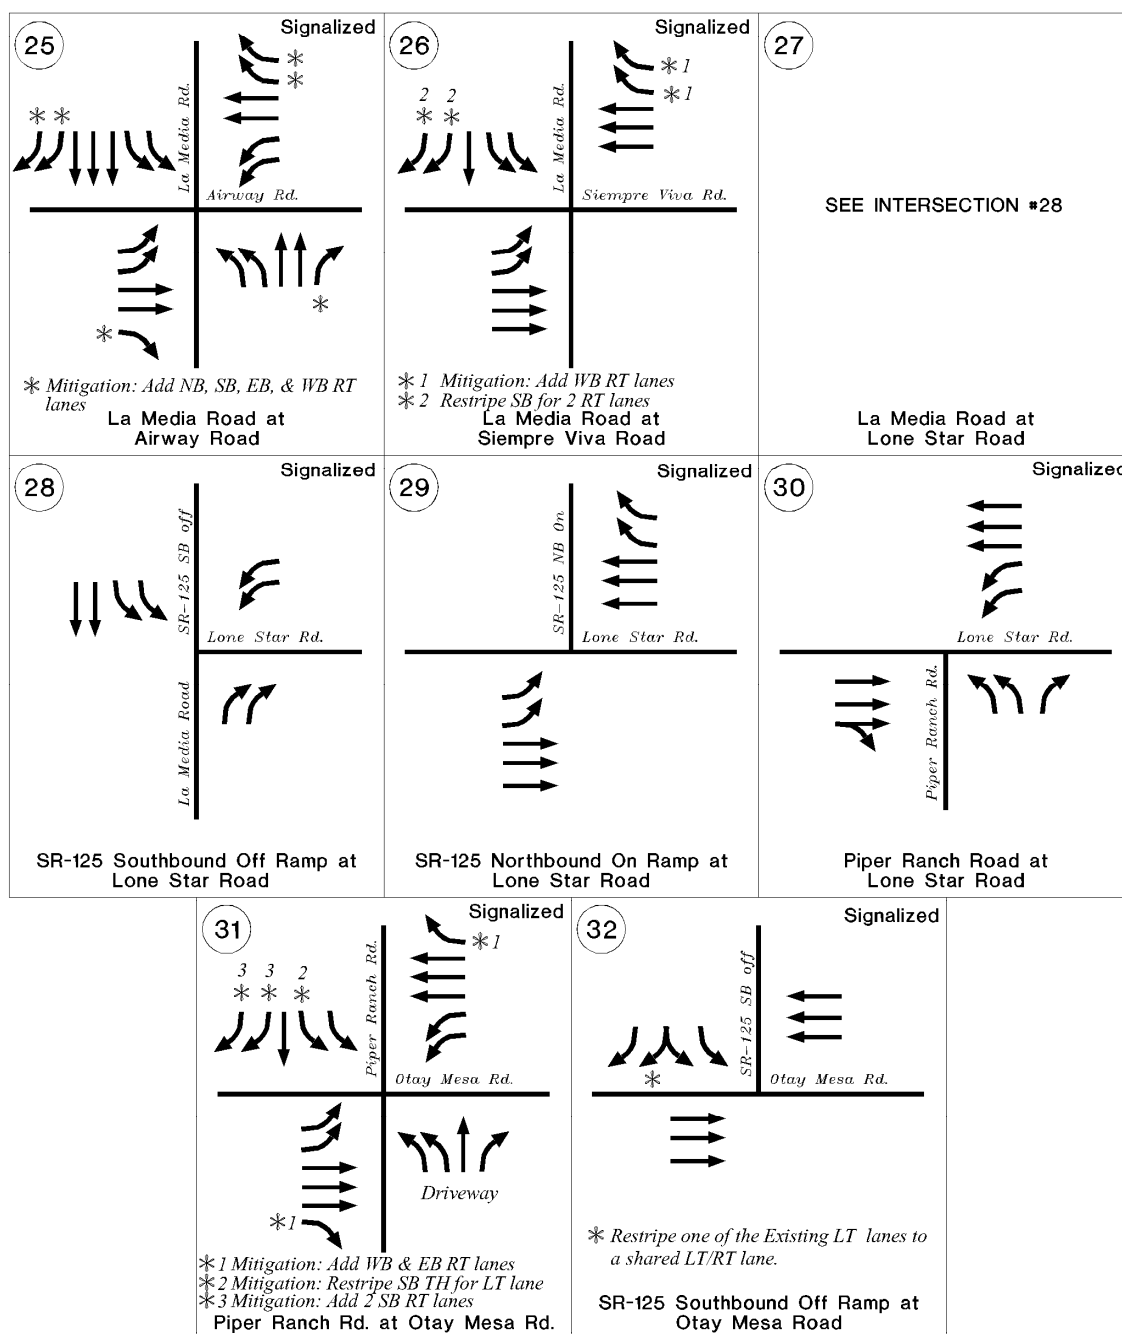 25
Signalized
La Media Rd.
Airway Rd.
* Mitigation: Add NB, SB, EB, & WB RT
lanes
La Media Road at
Airway Road
26
Signalized
2 2
* 1
* 1
La Media Rd.
Siempre Viva Rd.
* 1 Mitigation: Add WB RT lanes
* 2 Restripe SB for 2 RT lanes
La Media Road at
Siempre Viva Road
27
SEE INTERSECTION #28
La Media Road at
Lone Star Road
28
Signalized
SR-125 SB off
Lone Star Rd.
La Media Road
SR-125 Southbound Off Ramp at
Lone Star Road
29
Signalized
SR-125 NB On
Lone Star Rd.
SR-125 Northbound On Ramp at
Lone Star Road
30
Signalized
Lone Star Rd.
Piper Ranch Rd.
Piper Ranch Road at
Lone Star Road
31
Signalized
3 3 2
* 1
Piper Ranch Rd.
Otay Mesa Rd.
Driveway
* 1
* 1 Mitigation: Add WB & EB RT lanes
* 2 Mitigation: Restripe SB TH for LT lane
* 3 Mitigation: Add 2 SB RT lanes
Piper Ranch Rd. at Otay Mesa Rd.
32
Signalized
SR-125 SB off
Otay Mesa Rd.
* Restripe one of the Existing LT lanes to
a shared LT/RT lane.
SR-125 Southbound Off Ramp at
Otay Mesa Road